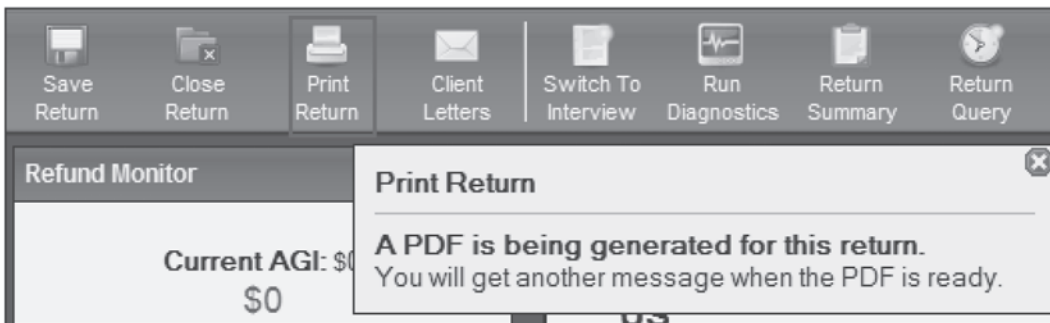 Save Return
Close Return
Print Return
Client Letters
Switch To Interview
Run Diagnostics
Return Summary
Return Query
Refund Monitor
Print Return
A PDF is being generated for this return.
You will get another message when the PDF is ready.
Current AGI: $0
$0
US